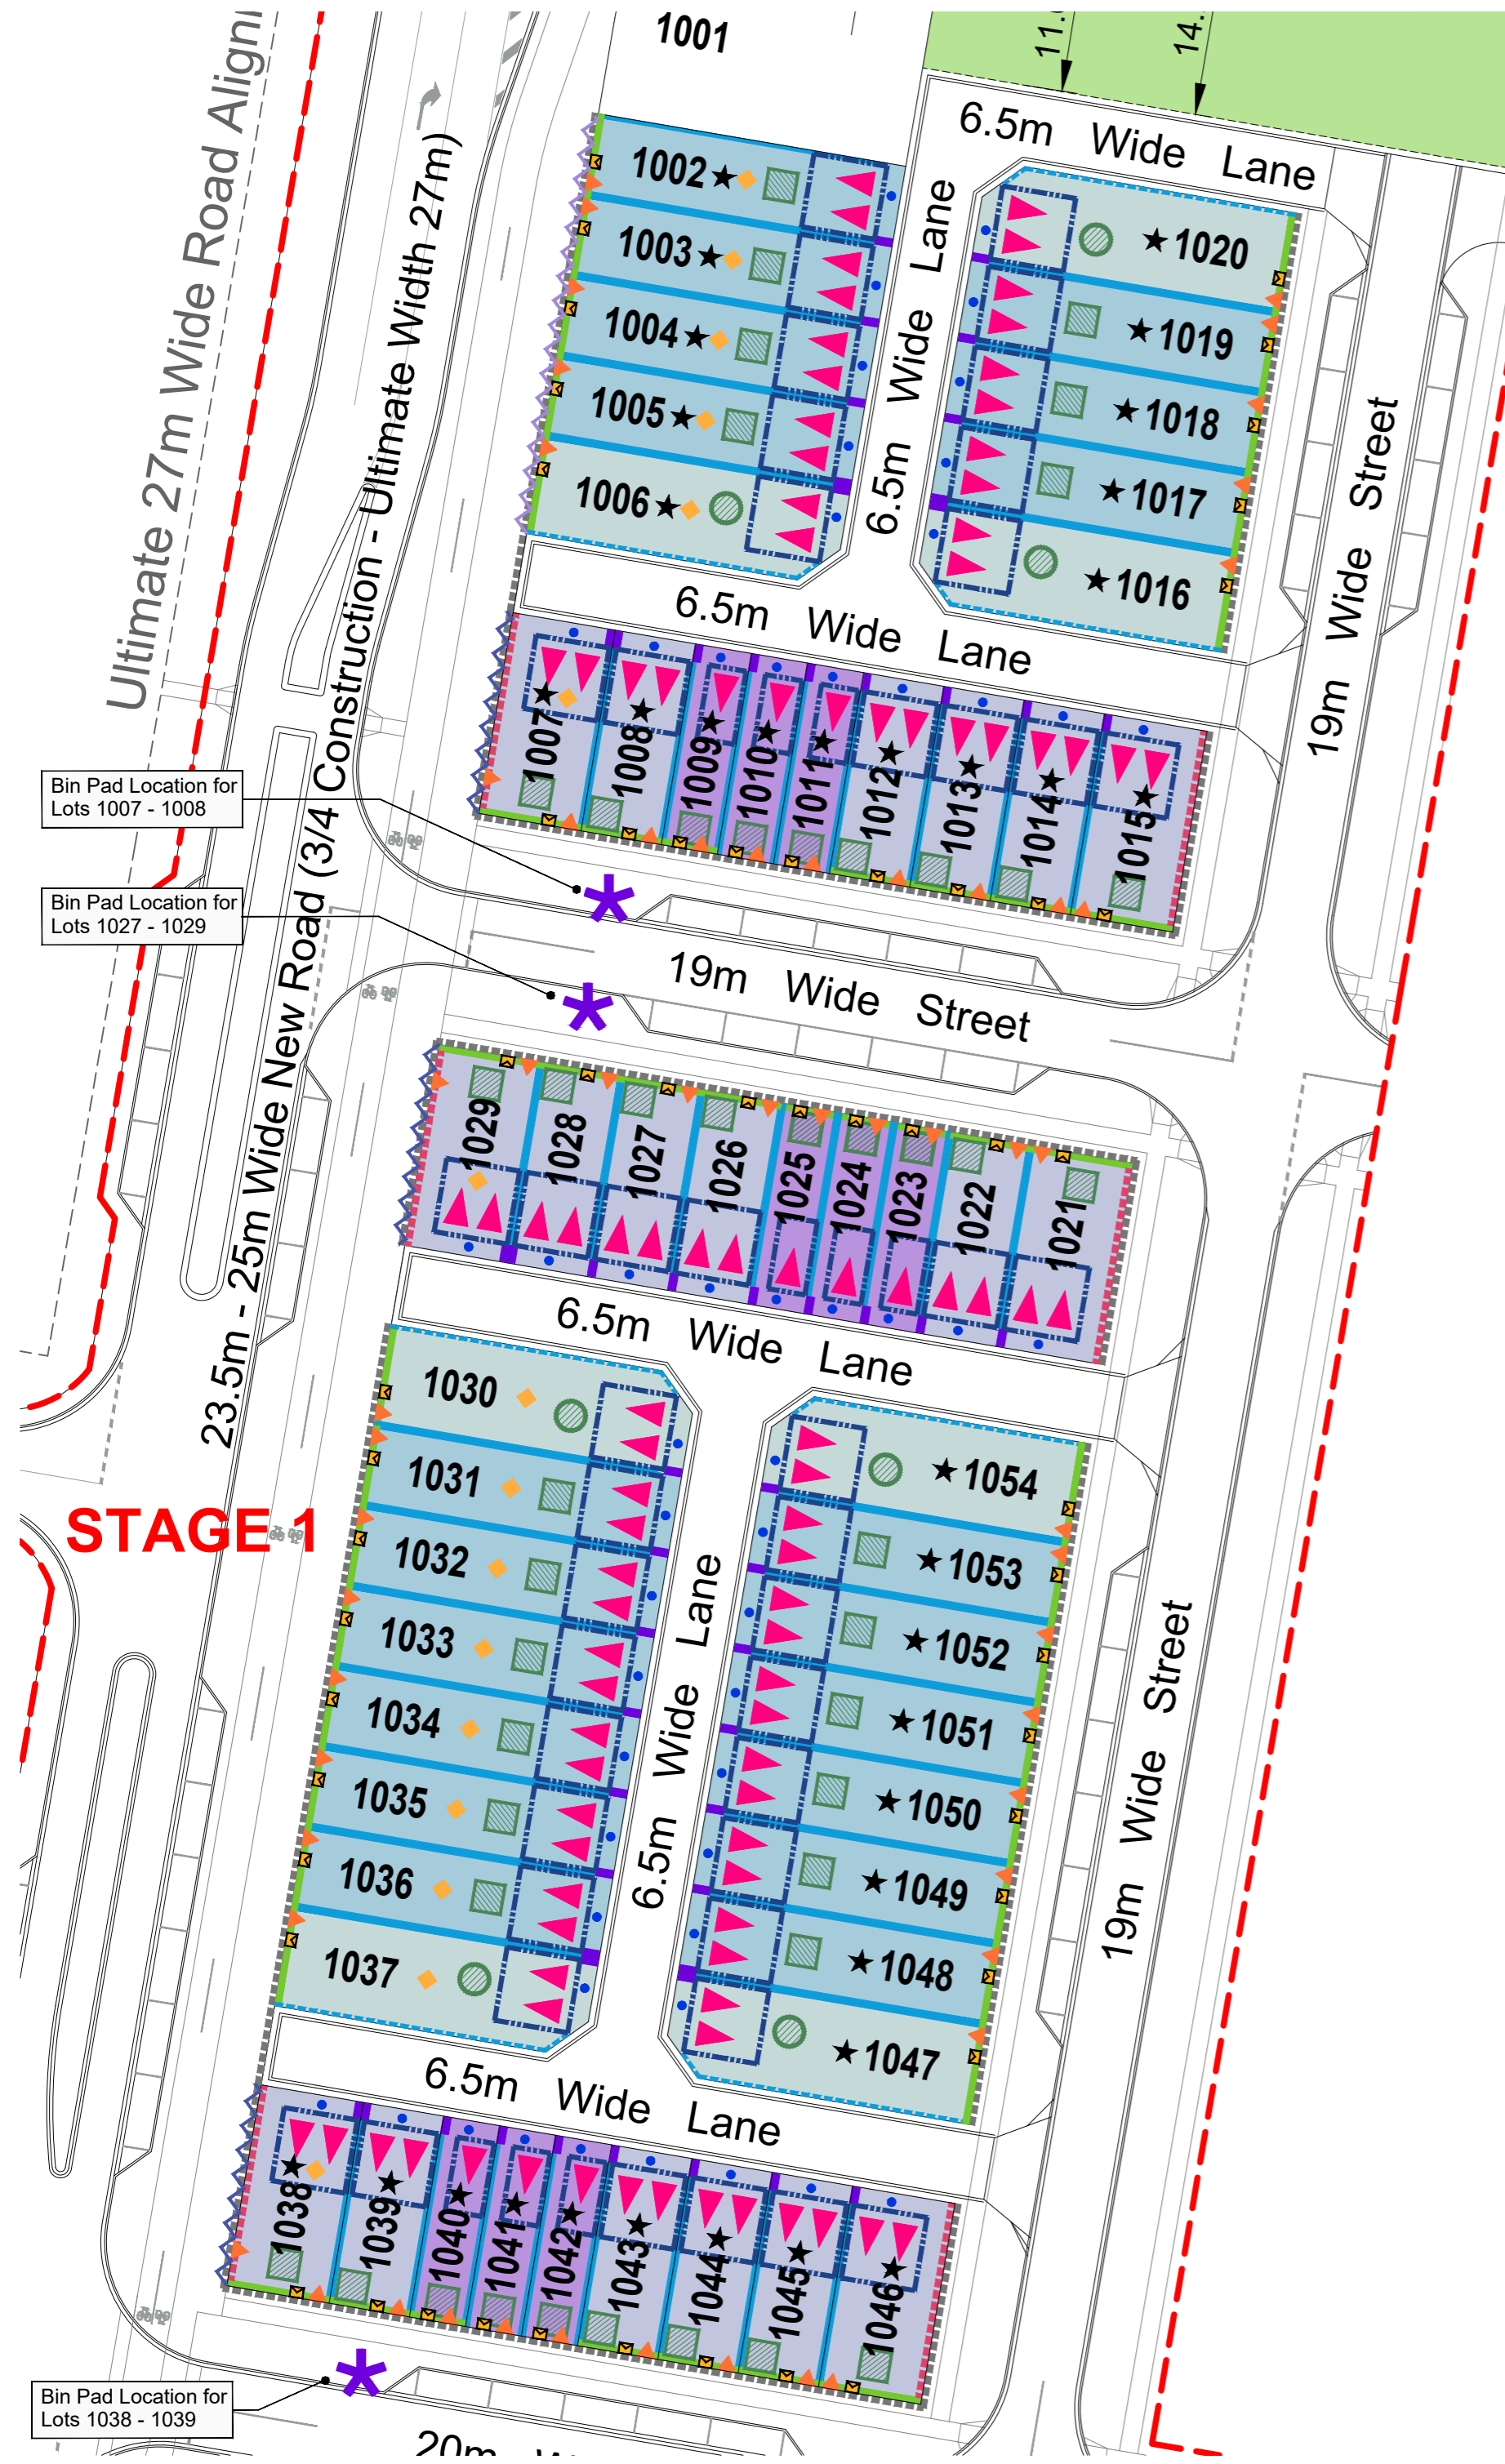 1001
11.
14.
Ultimate 27m Wide Road Alignm
23.5m - 25m Wide New Road (3/4 Construction - Ultimate Width 27m)
6.5m Wide Lane
1002
1003
1004
1005
1006
6.5m Wide Lane
1020
1019
1018
1017
1016
19m Wide Street
6.5m Wide Lane
1007
1008
1009
1010
1011
1012
1013
1014
1015
Bin Pad Location for
Lots 1007 - 1008
Bin Pad Location for
Lots 1027 - 1029
19m Wide Street
1029
1028
1027
1026
1025
1024
1023
1022
1021
6.5m Wide Lane
1030
1031
1032
1033
1034
1035
1036
1037
STAGE 1
6.5m Wide Lane
1054
1053
1052
1051
1050
1049
1048
1047
19m Wide Street
6.5m Wide Lane
1038
1039
1040
1041
1042
1043
1044
1045
1046
Bin Pad Location for
Lots 1038 - 1039
20m